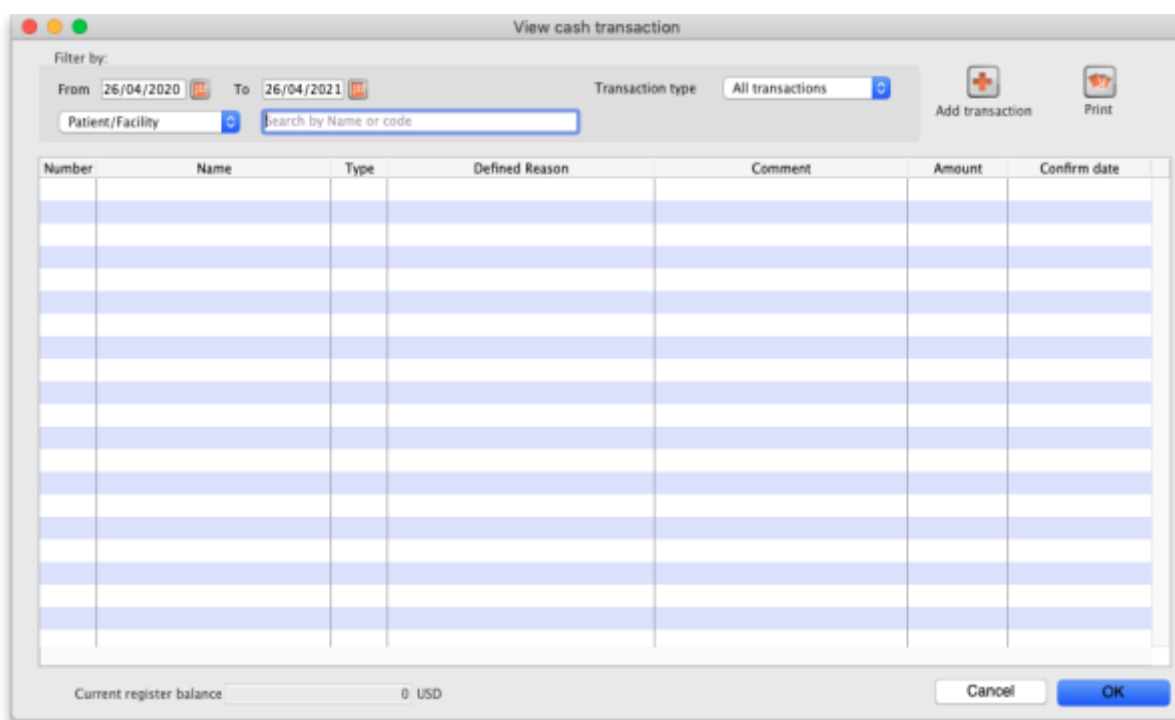 View cash transaction
Filter by:
From 26/04/2020 To 26/04/2021 Transaction type All transactions
Add transaction Print
Patient/Facility Search by Name or code
Number Name Type Defined Reason Comment Amount Confirm date
Current register balance 0 USD Cancel OK